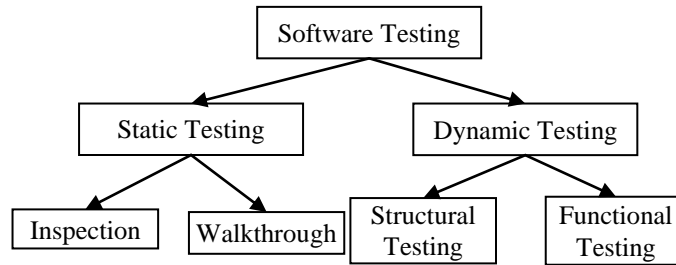 Software Testing
Static Testing
Dynamic Testing
Inspection
Walkthrough
Structural
Testing
Functional
Testing